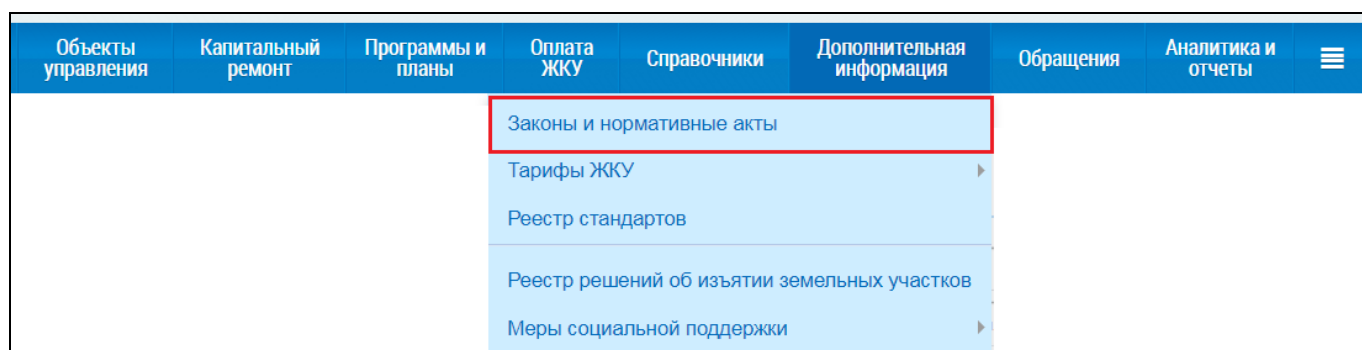 Объекты управления
Капитальный ремонт
Программы и планы
Оплата ЖКУ
Справочники
Дополнительная информация
Обращения
Аналитика и отчеты
Законы и нормативные акты
Тарифы ЖКУ
Реестр стандартов
Реестр решений об изъятии земельных участков
Меры социальной поддержки